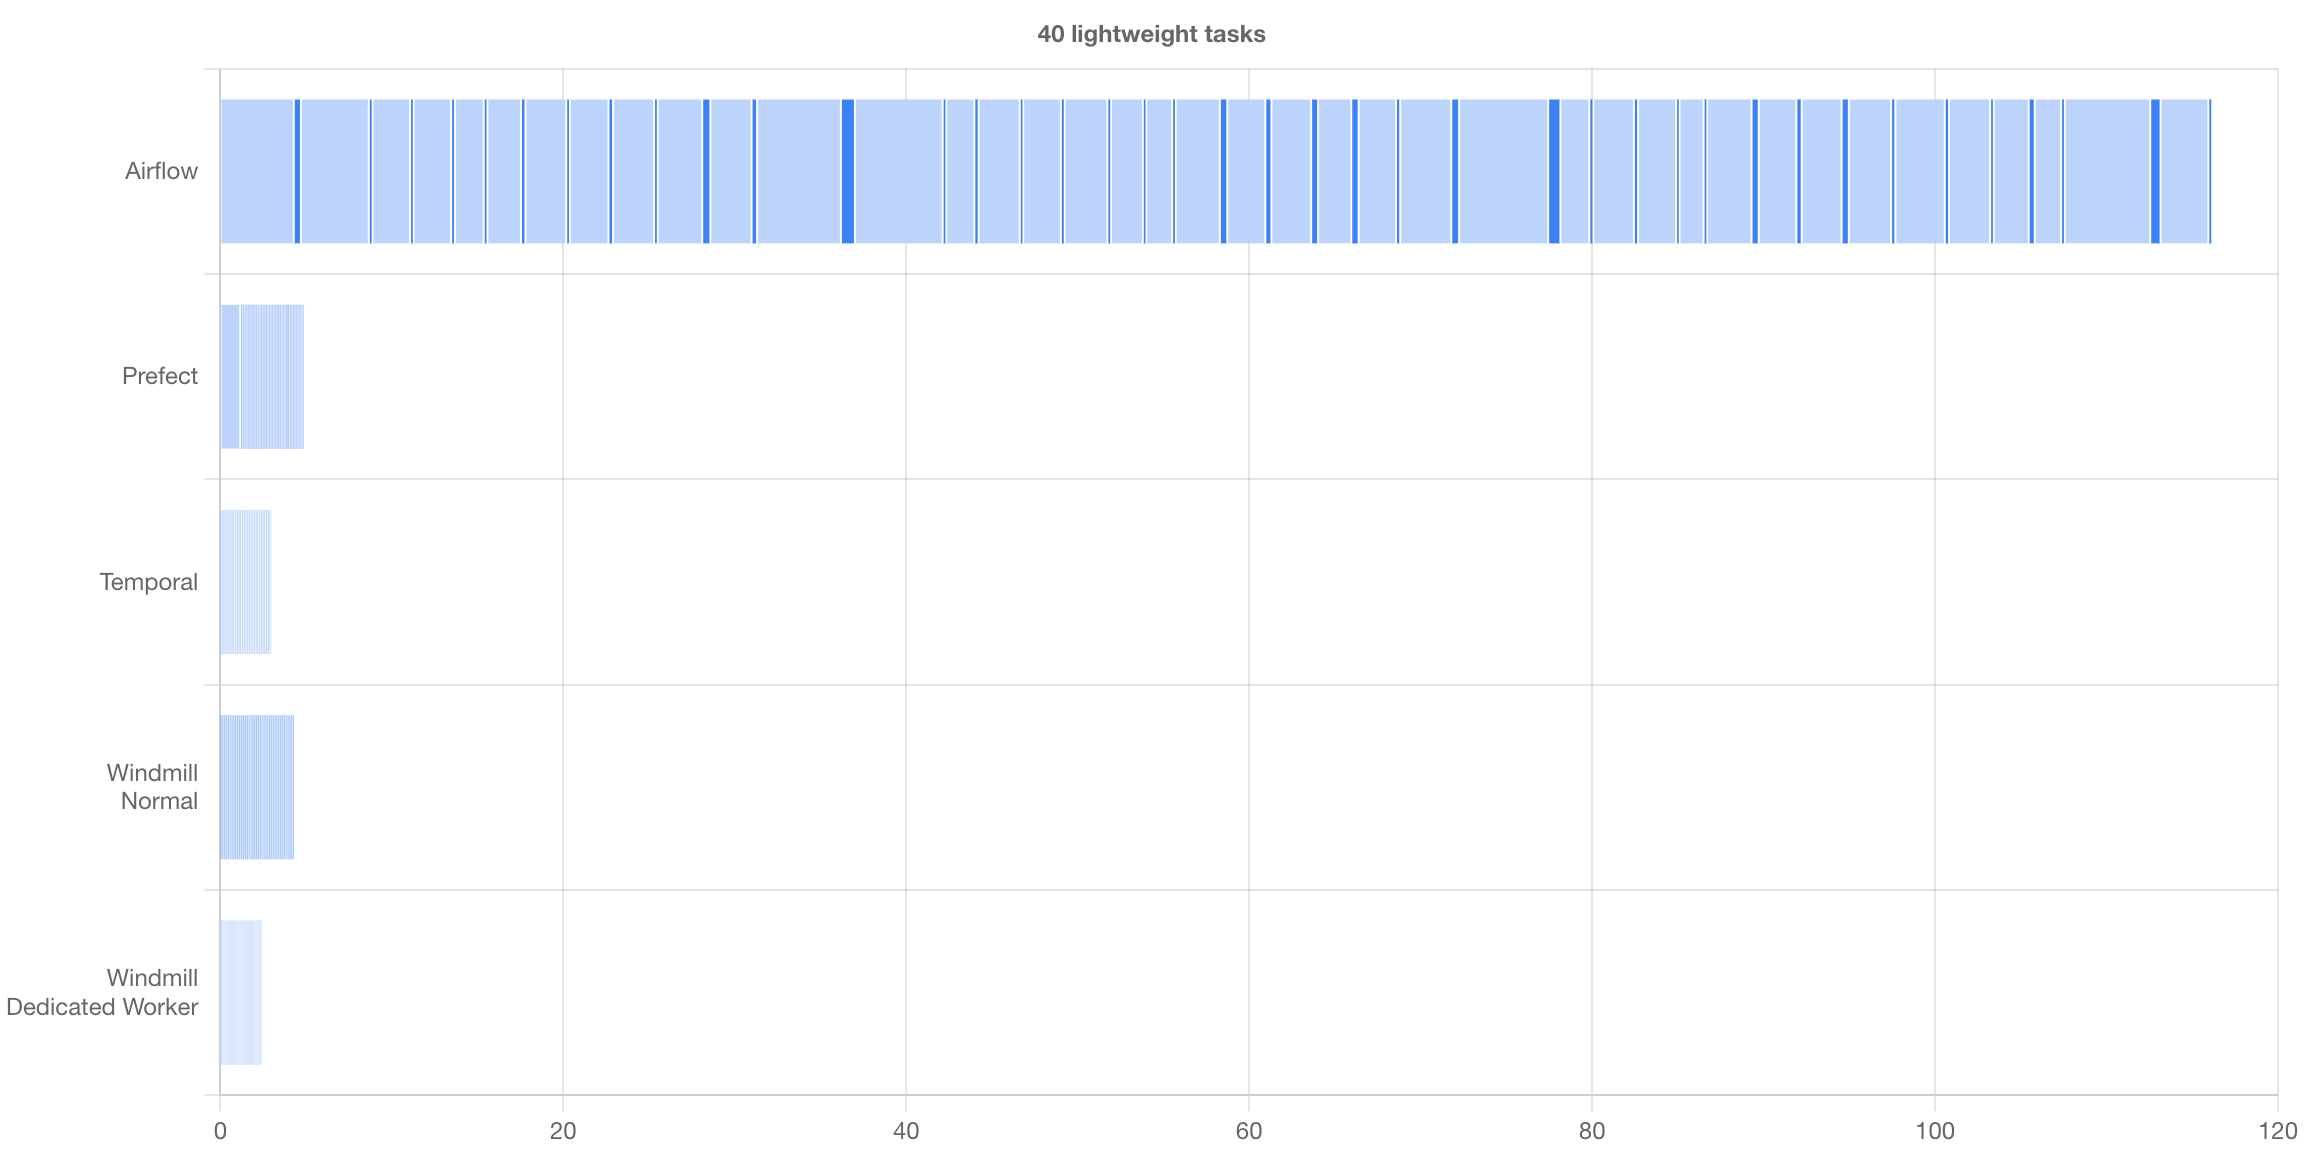 40 lightweight tasks
Airflow
Prefect
Temporal
Windmill
Normal
Windmill
Dedicated Worker
0 20 40 60 80 100 120